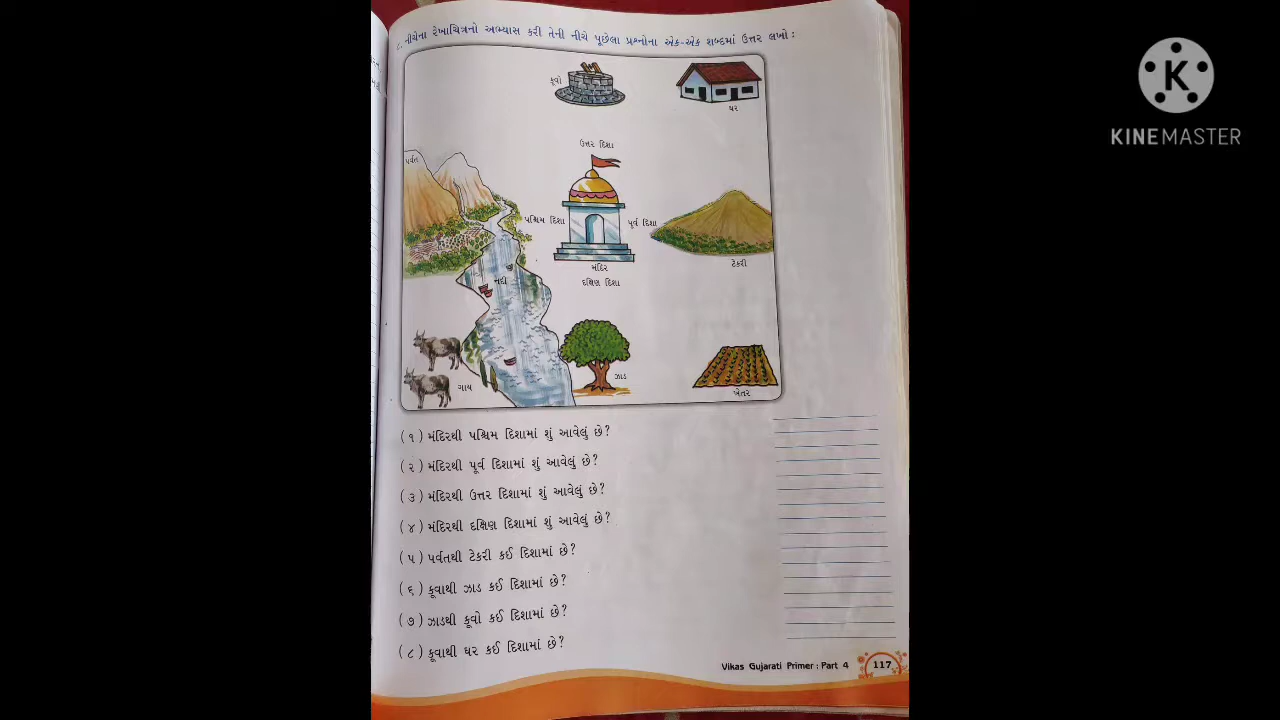 ૮. નીચેના રેખાચિત્રનો અભ્યાસ કરી તેની નીચે પૂછેલા પ્રશ્નોના એક-એક શબ્દમાં ઉત્તર લખો :
કૂવો
ઘર
KINEMASTER
ઉત્તર દિશા
પર્વત
પશ્ચિમ દિશા
પૂર્વ દિશા
મંદિર
ટેકરી
નદી
દક્ષિણ દિશા
ઝાડ
ગાય
ખેતર
(૧) મંદિરથી પશ્ચિમ દિશામાં શું આવેલું છે?
(૨) મંદિરથી પૂર્વ દિશામાં શું આવેલું છે?
(૩) મંદિરથી ઉત્તર દિશામાં શું આવેલું છે?
(૪) મંદિરથી દક્ષિણ દિશામાં શું આવેલું છે?
(૫) પર્વતથી ટેકરી કઈ દિશામાં છે?
(૬) કૂવાથી ઝાડ કઈ દિશામાં છે?
(૭) ઝાડથી કૂવો કઈ દિશામાં છે?
(૮) કૂવાથી ઘર કઈ દિશામાં છે?
Vikas Gujarati Primer : Part 4
117